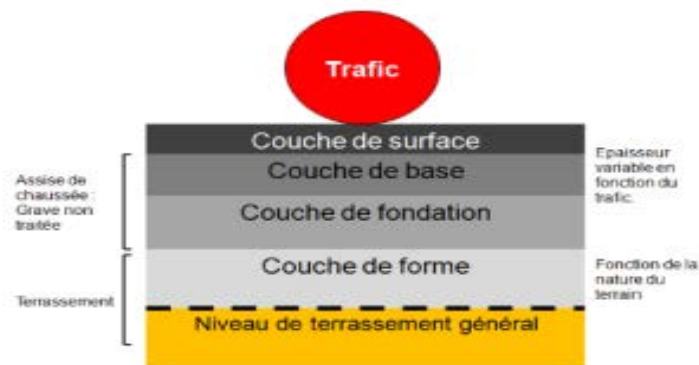 Trafic
Couche de surface
Couche de base
Couche de fondation
Couche de forme
Niveau de terrassement général
Assise de
chaussée :
Grave non
traitée
Terrassement
Epaisseur
variable en
fonction du
trafic.
Fonction de la
nature du
terrain